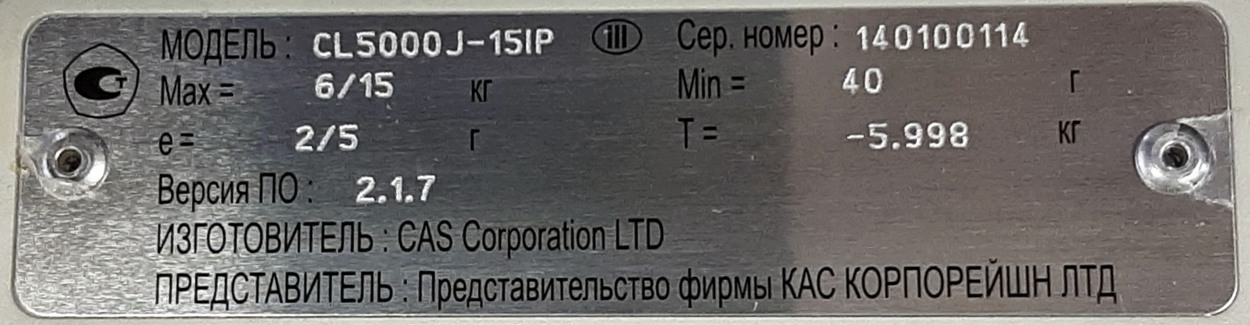 МОДЕЛЬ : CL5000J-15IP III Сер. номер : 140100114
Max = 6/15 кг Min = 40 г
e = 2/5 г T = -5.998 кг
Версия ПО : 2.1.7
ИЗГОТОВИТЕЛЬ : CAS Corporation LTD
ПРЕДСТАВИТЕЛЬ : Представительство фирмы КАС КОРПОРЕЙШН ЛТД